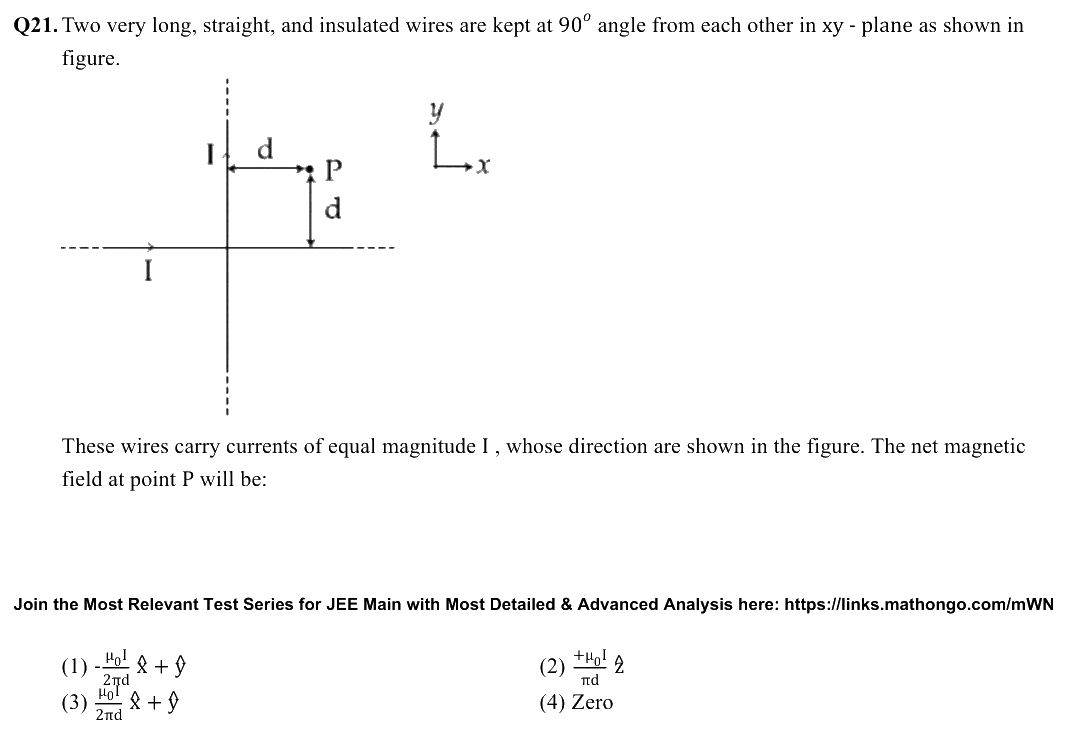 Q21. Two very long, straight, and insulated wires are kept at 90° angle from each other in xy - plane as shown in
figure.
y
I d
P
x
d
I
These wires carry currents of equal magnitude I , whose direction are shown in the figure. The net magnetic
field at point P will be:
Join the Most Relevant Test Series for JEE Main with Most Detailed & Advanced Analysis here: https://links.mathongo.com/mWN
(1) -μ₀I/2πd x̂ + ŷ (2) +μ₀I/πd ẑ
(3) μ₀I/2πd x̂ + ŷ (4) Zero